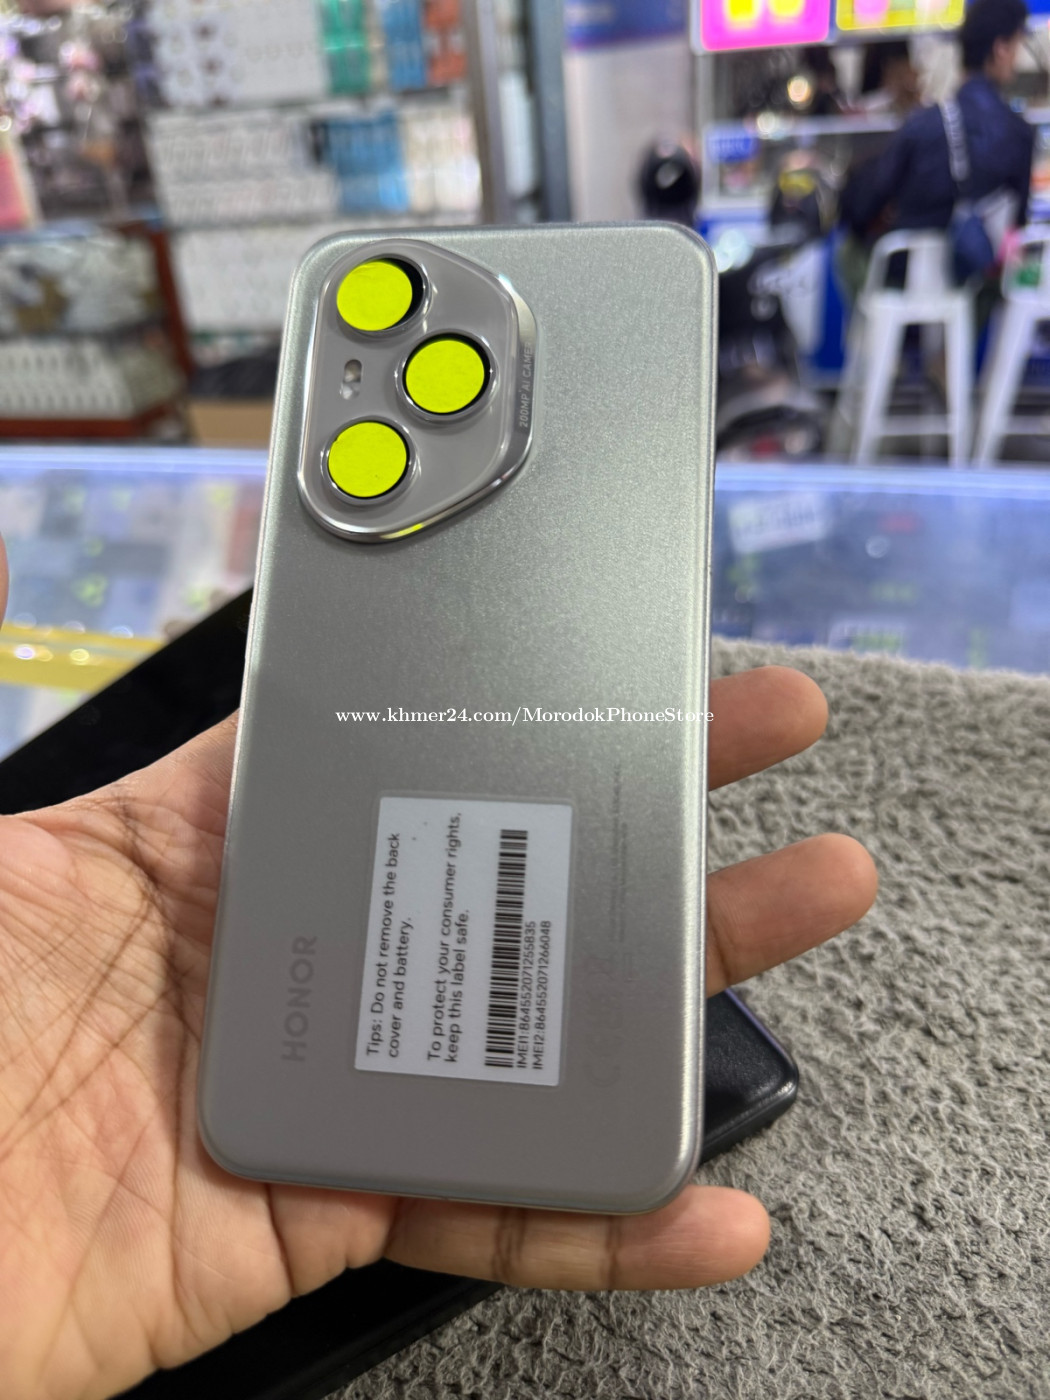 200MP AI CAMERA
www.khmer24.com/MorodokPhoneStore
HONOR
Tips: Do not remove the back
cover and battery.
To protect your consumer rights,
keep this label safe.
IMEI1:864552071255835
IMEI2:864552071266048